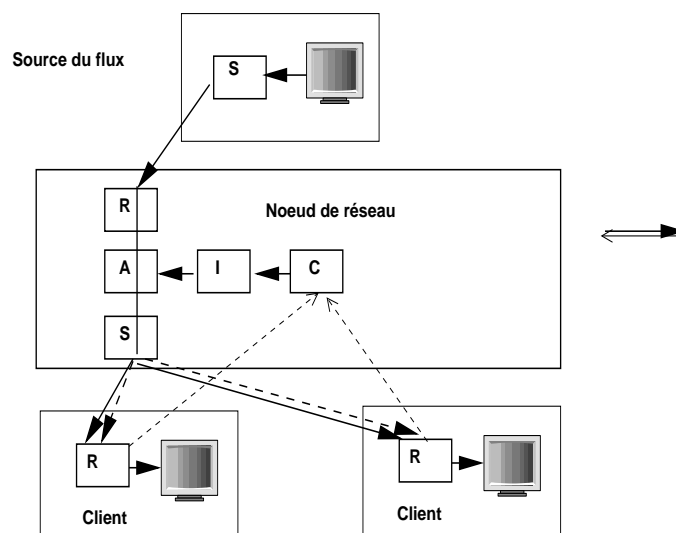 Source du flux
S
R
Noeud de réseau
A
I
C
S
R
Client
R
Client